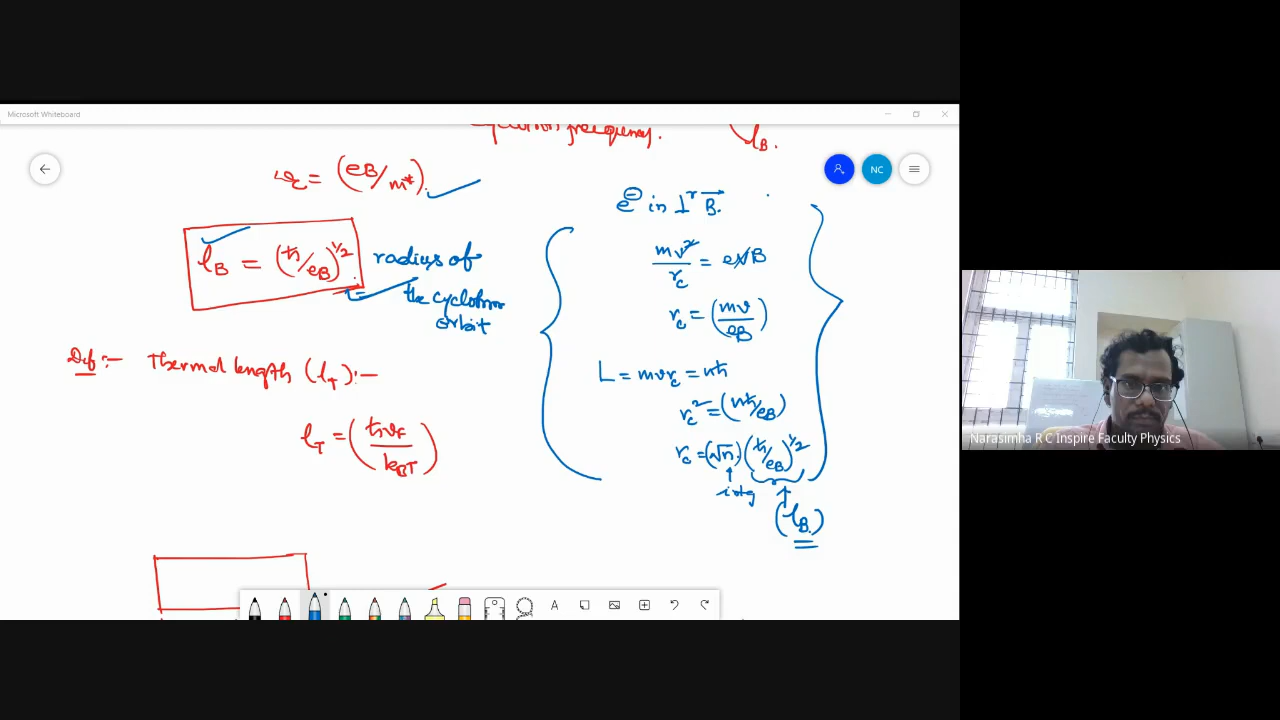 Microsoft Whiteboard
cyclotron frequency.
l_B.
ω_c = (eB/m*).
l_B = (ħ/eB)^{1/2}
radius of
the cyclotron
orbit
Def :- Thermal length (l_T) :-
l_T = (ħv_F / k_BT)
e⊖ in ⊥^r B⃗.
mv²/r_c = evB
r_c = (mv/eB)
L = mvr_c = nħ
r_c² = (nħ/eB)
r_c = (√n) (ħ/eB)^{1/2}
integ
(l_B)
NC
A
Narasimha R C Inspire Faculty Physics